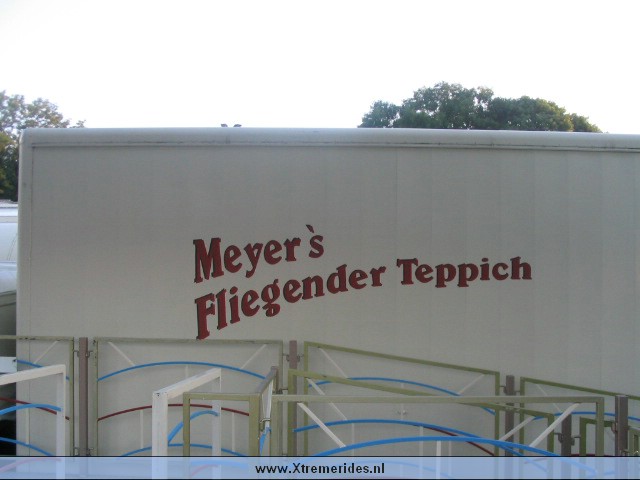 Meyer`s
Fliegender Teppich
www.Xtremerides.nl